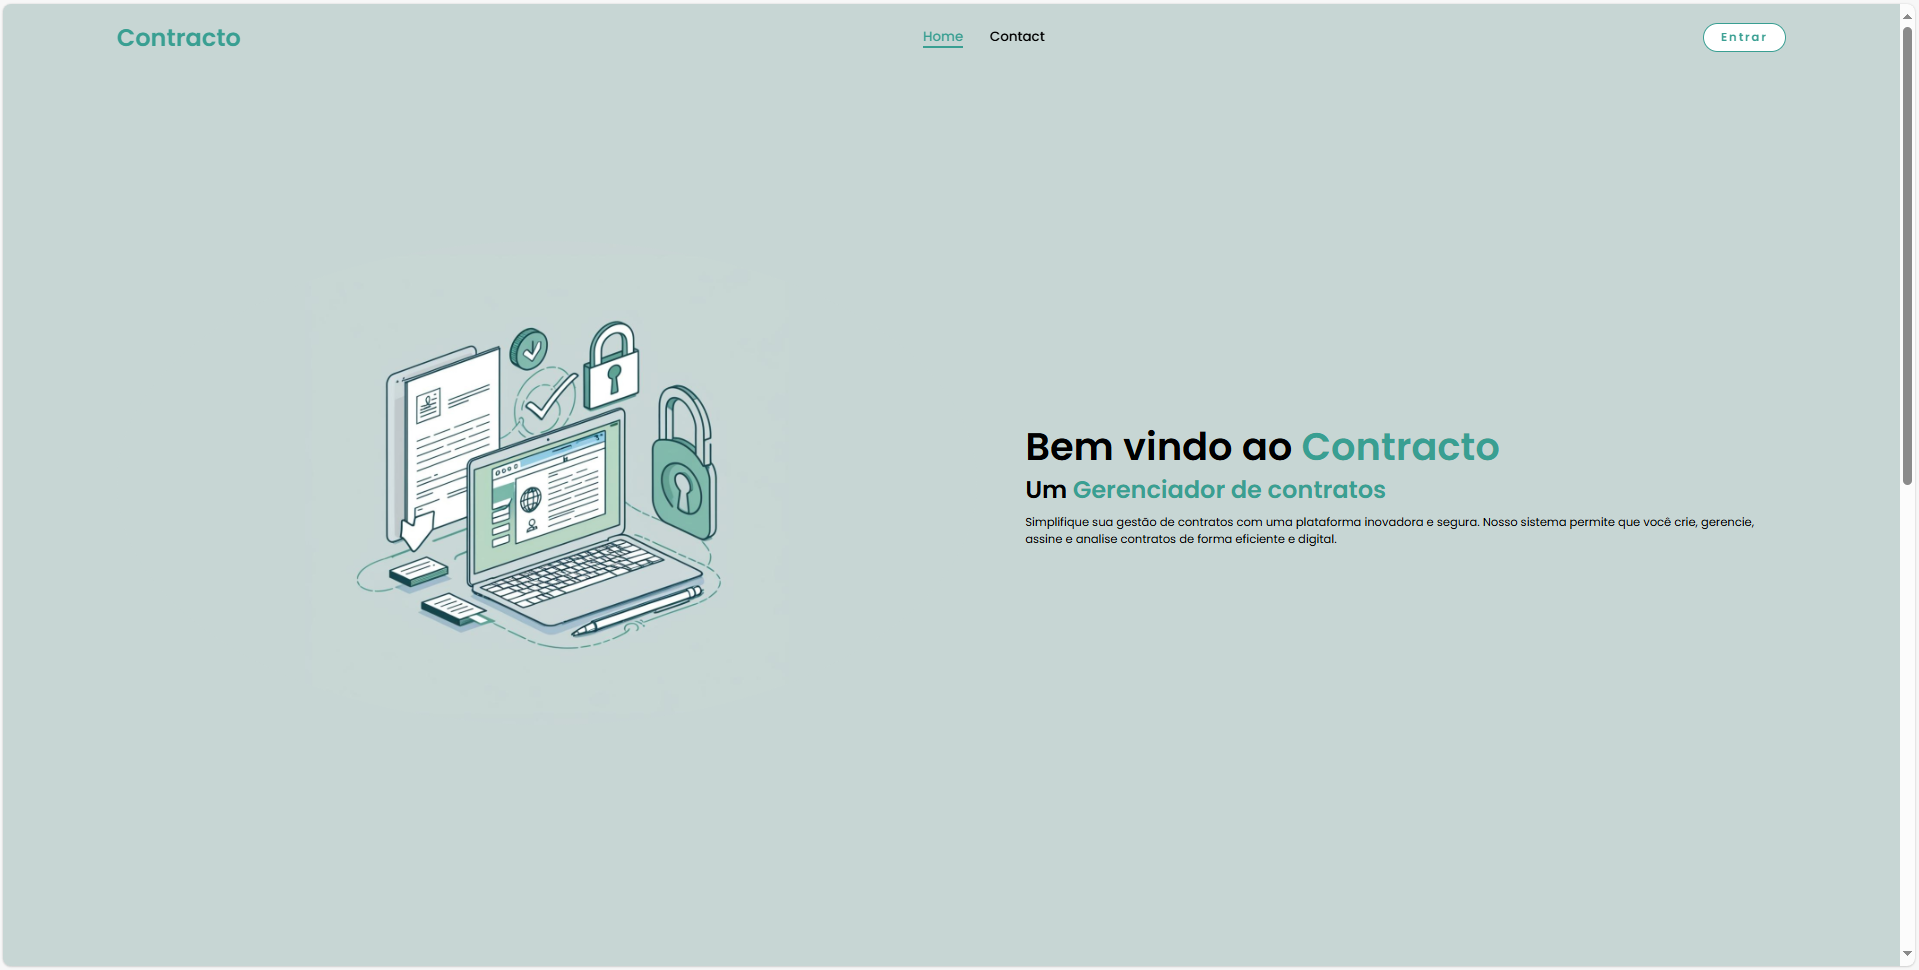 Contracto
Home
Contact
Entrar
Bem vindo ao Contracto
Um Gerenciador de contratos
Simplifique sua gestão de contratos com uma plataforma inovadora e segura. Nosso sistema permite que você crie, gerencie,
assine e analise contratos de forma eficiente e digital.